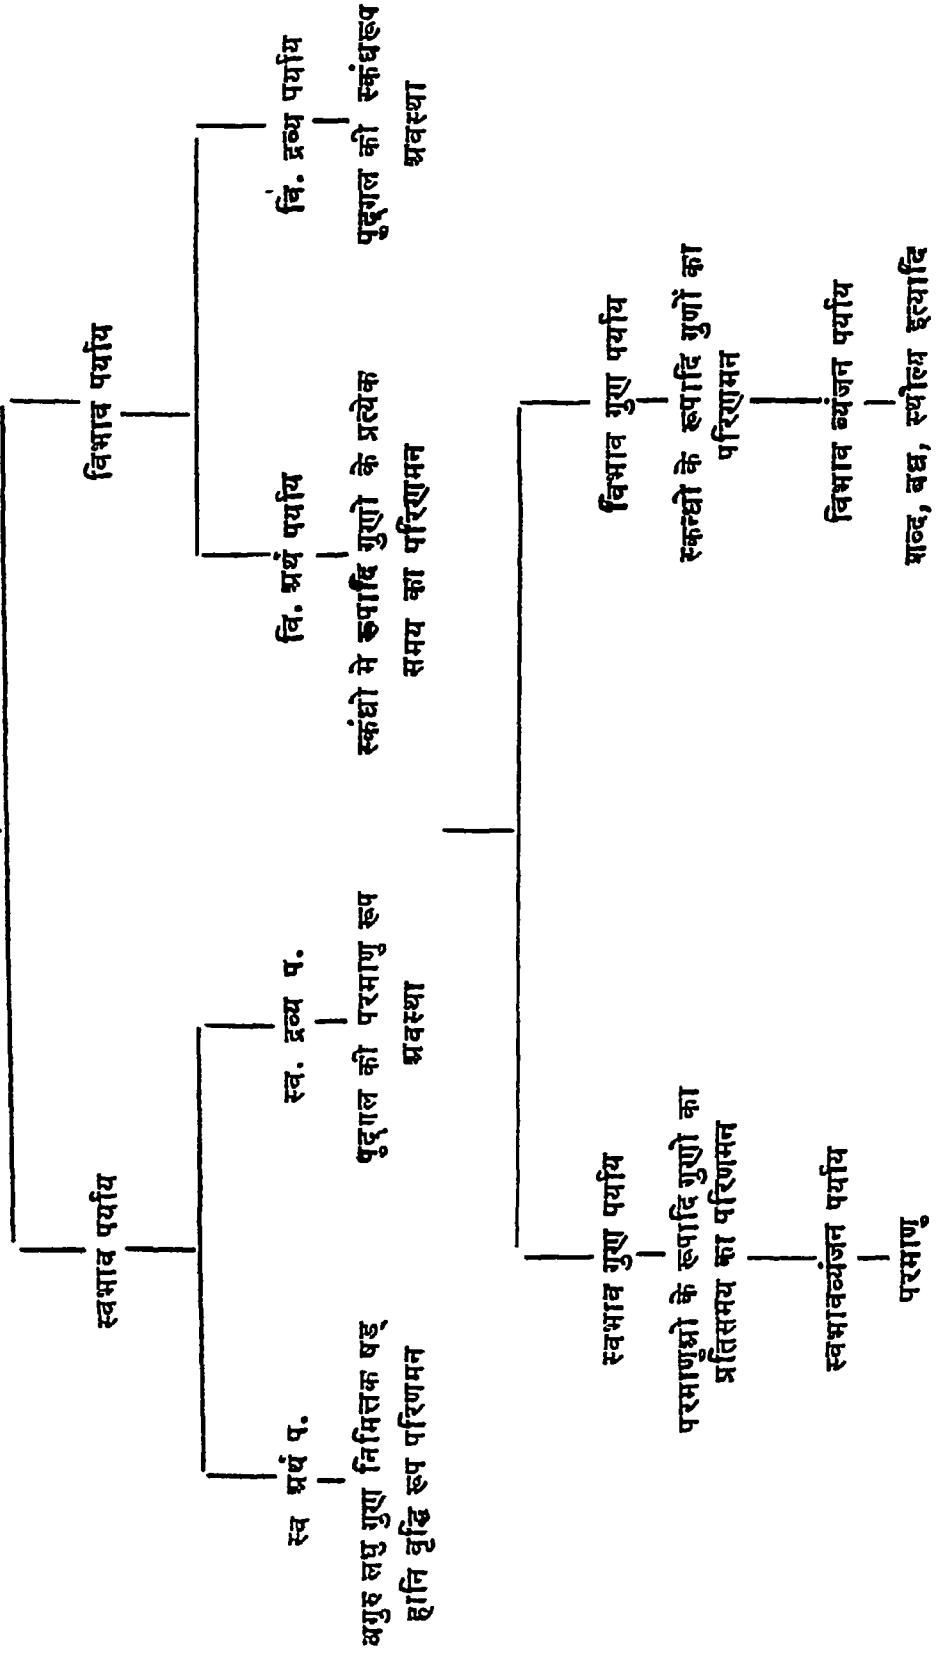 स्वभाव पर्याय
विभाव पर्याय
स्व अर्थ प.
स्व. द्रव्य प.
वि. अर्थ पर्याय
वि. द्रव्य पर्याय
अगुरु लघु गुण निमित्तक षड्
हानि वृद्धि रूप परिणमन
पुद्गल की परमाणु रूप
अवस्था
स्कंधो मे रूपादि गुणो के प्रत्येक
समय का परिणमन
पुद्गल की स्कंधरूप
अवस्था
स्वभाव गुण पर्याय
विभाव गुण पर्याय
परमाणुओ के रूपादि गुणो का
प्रतिसमय का परिणमन
स्कन्धो के रूपादि गुणों का
परिणमन
स्वभावव्यंजन पर्याय
विभाव व्यंजन पर्याय
परमाणु
शब्द, बन्ध, स्थौल्य इत्यादि